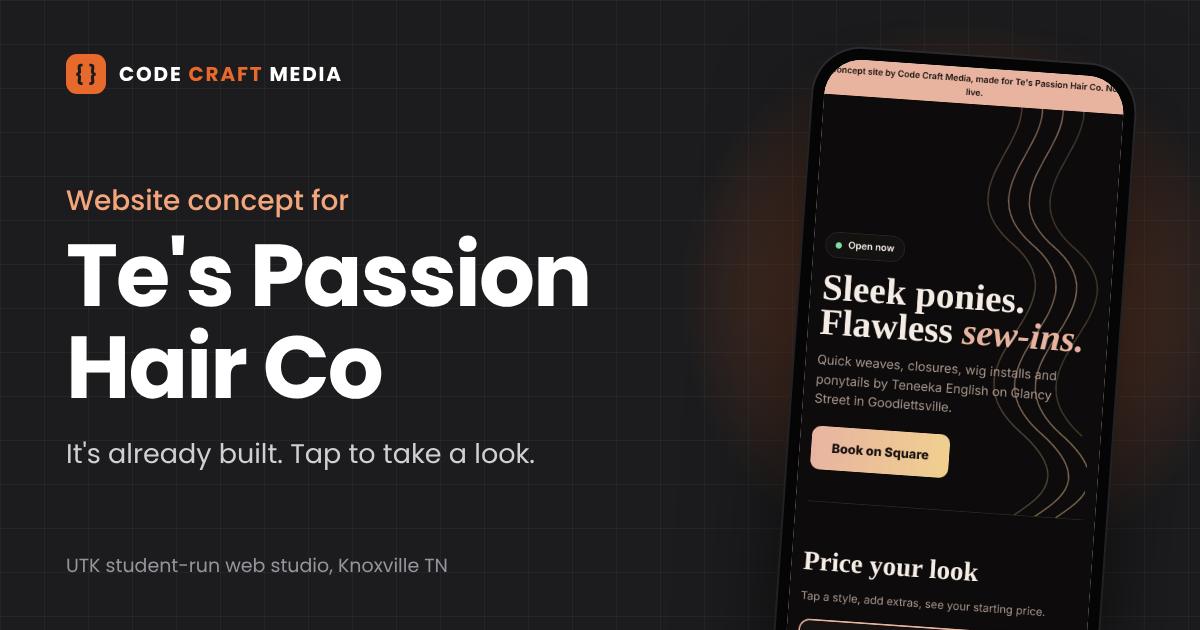 { } CODE CRAFT MEDIA
Website concept for
Te's Passion
Hair Co
It's already built. Tap to take a look.
UTK student-run web studio, Knoxville TN
concept site by Code Craft Media, made for Te's Passion Hair Co.
live.
Open now
Sleek ponies.
Flawless sew-ins.
Quick weaves, closures, wig installs and
ponytails by Teneeka English on Glancy
Street in Goodlettsville.
Book on Square
Price your look
Tap a style, add extras, see your starting price.